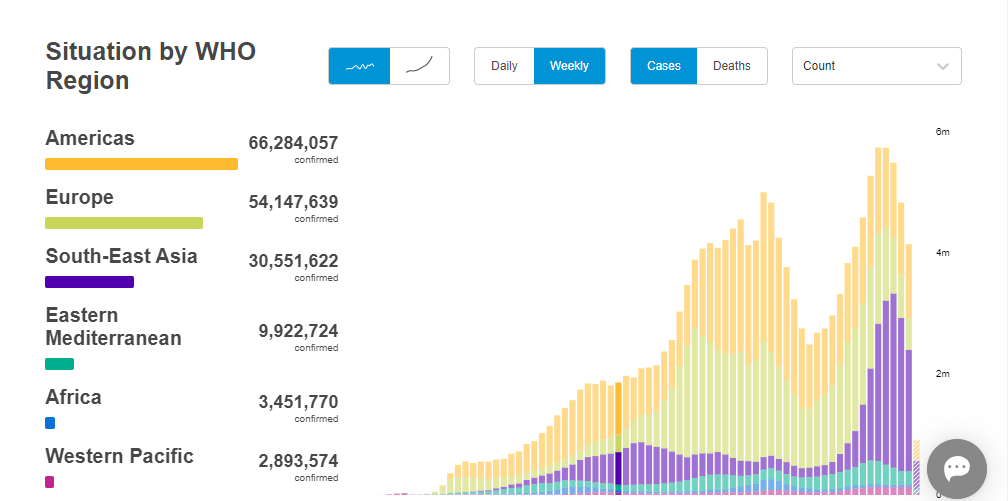 Situation by WHO
Region
Daily
Weekly
Cases
Deaths
Count
Americas
66,284,057
confirmed
Europe
54,147,639
confirmed
South-East Asia
30,551,622
confirmed
Eastern
Mediterranean
9,922,724
confirmed
Africa
3,451,770
confirmed
Western Pacific
2,893,574
confirmed
6m
4m
2m
0